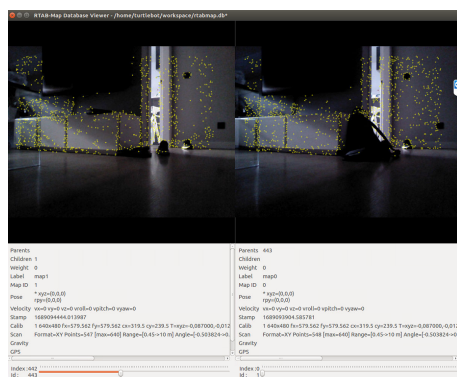 RTAB-Map Database Viewer - /home/turtlebot/workspace/rtabmap.db*
Parents
Children 1
Weight 0
Label map1
Map ID 1
Pose * xyz=(0,0,0)
rpy=(0,0,0)
Velocity vx=0 vy=0 vz=0 vroll=0 vpitch=0 vyaw=0
Stamp 1689094444.013987
Calib 1 640x480 fx=579.562 fy=579.562 cx=319.5 cy=239.5 T=xyz=-0,087000,-0,012
Scan Format=XY Points=547 [max=640] Range=[0.45->10 m] Angle=[-0.503824->0
Gravity
GPS
Index :442
Id : 443
Parents 443
Children
Weight 0
Label map0
Map ID 0
Pose * xyz=(0,0,0)
rpy=(0,0,0)
Velocity vx=0 vy=0 vz=0 vroll=0 vpitch=0 vyaw=0
Stamp 1689093904.585781
Calib 1 640x480 fx=579.562 fy=579.562 cx=319.5 cy=239.5 T=xyz=-0,087000,-0,012
Scan Format=XY Points=548 [max=640] Range=[0.45->10 m] Angle=[-0.503824->0
Gravity
GPS
Index :0
Id : 1